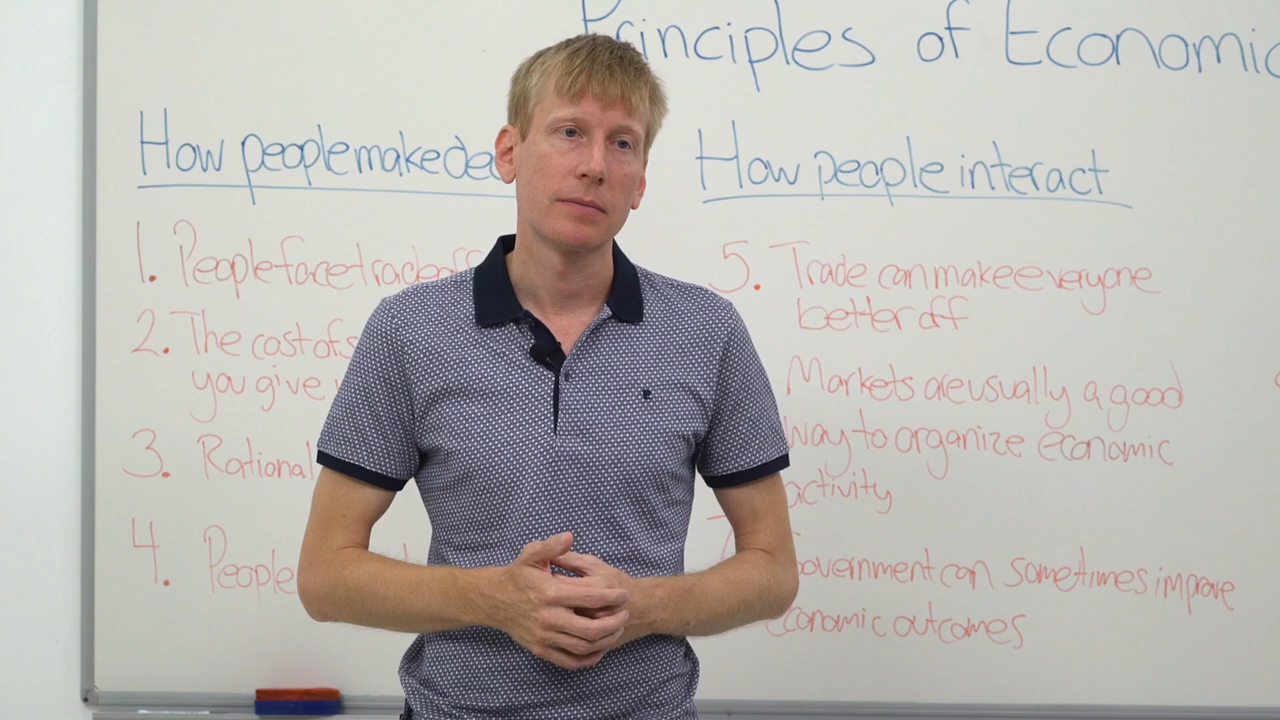 Principles of Economic
How people make dec
How people interact
1. People face tradeoff
2. The cost of s
you give
3. Rational
4. People
5. Trade can make everyone
better off
Markets are usually a good
way to organize economic
activity
7.
Government can sometimes improve
economic outcomes